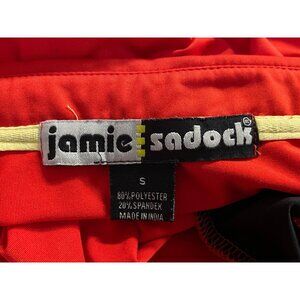 jamie sadock®
S
80% POLYESTER
20% SPANDEX
MADE IN INDIA